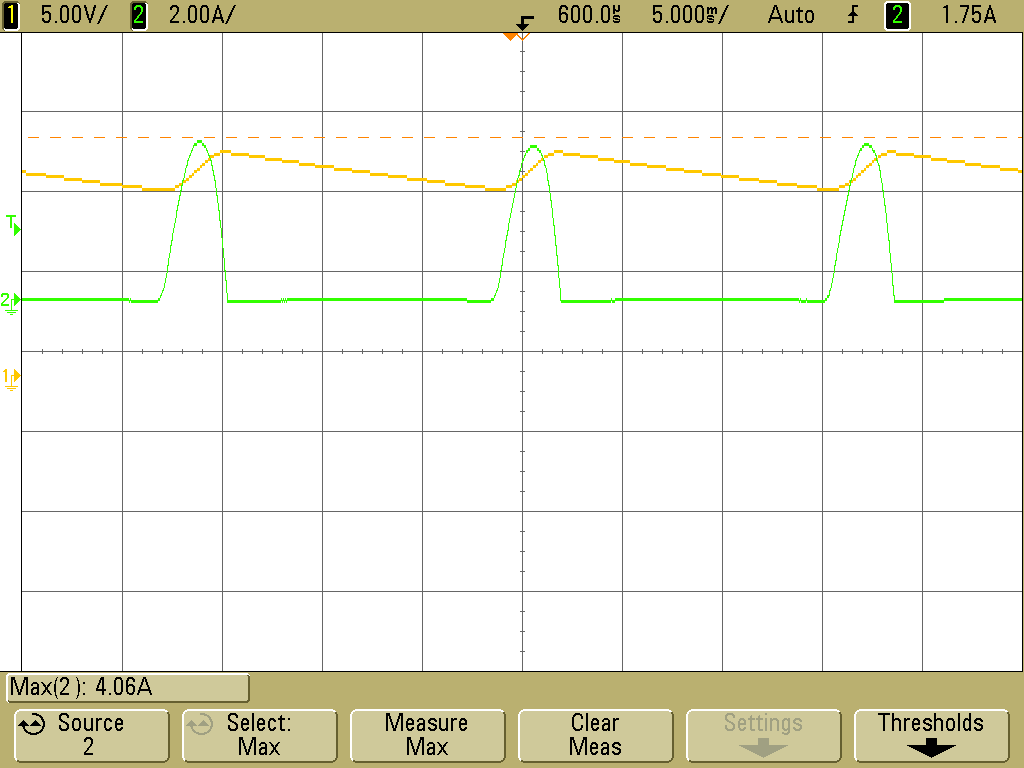 1 5.00V/ 2 2.00A/ 600.0µs 5.000ms/ Auto 2 1.75A
T
2
1
Max(2): 4.06A
Source Select: Measure Clear Settings Thresholds
2 Max Max Meas